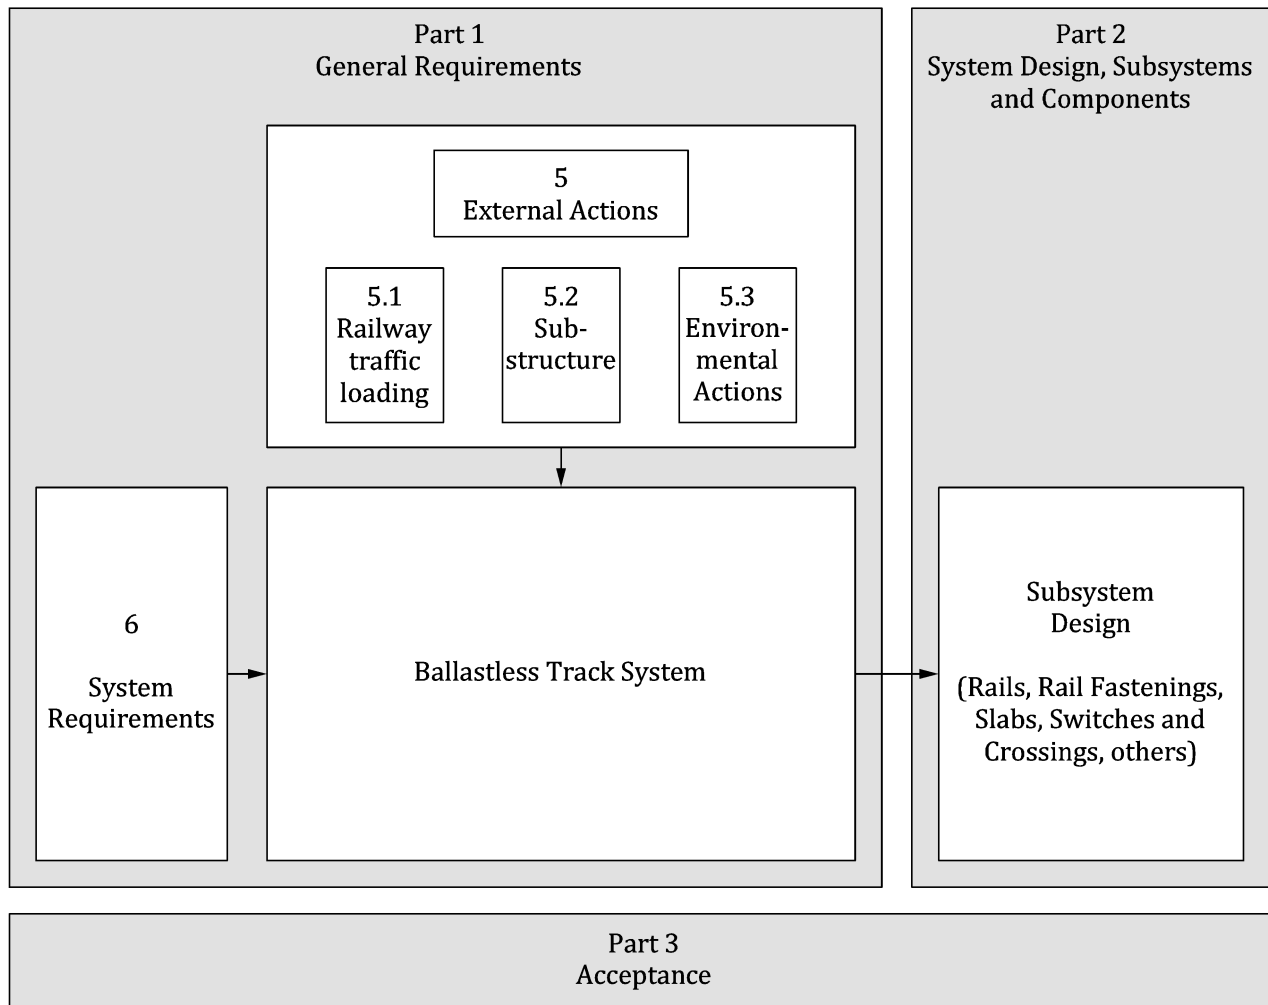 Part 1
General Requirements
5
External Actions
5.1
Railway
traffic
loading
5.2
Sub-
structure
5.3
Environ-
mental
Actions
6
System
Requirements
Ballastless Track System
Part 2
System Design, Subsystems
and Components
Subsystem
Design
(Rails, Rail Fastenings,
Slabs, Switches and
Crossings, others)
Part 3
Acceptance